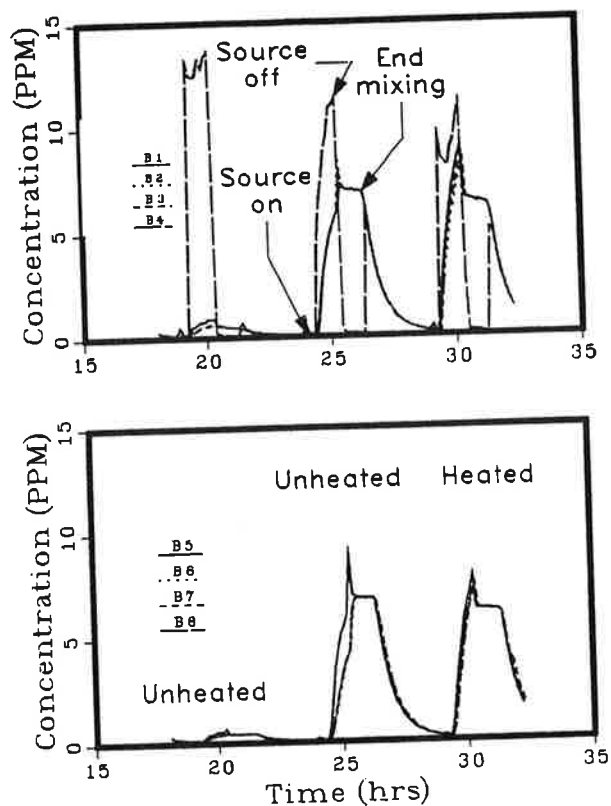 Concentration (PPM)
15
10
5
0
Source off
End mixing
B1
B2
B3
B4
Source on
15 20 25 30 35
Concentration (PPM)
15
10
5
0
Unheated Heated
B5
B6
B7
B8
Unheated
15 20 25 30 35
Time (hrs)